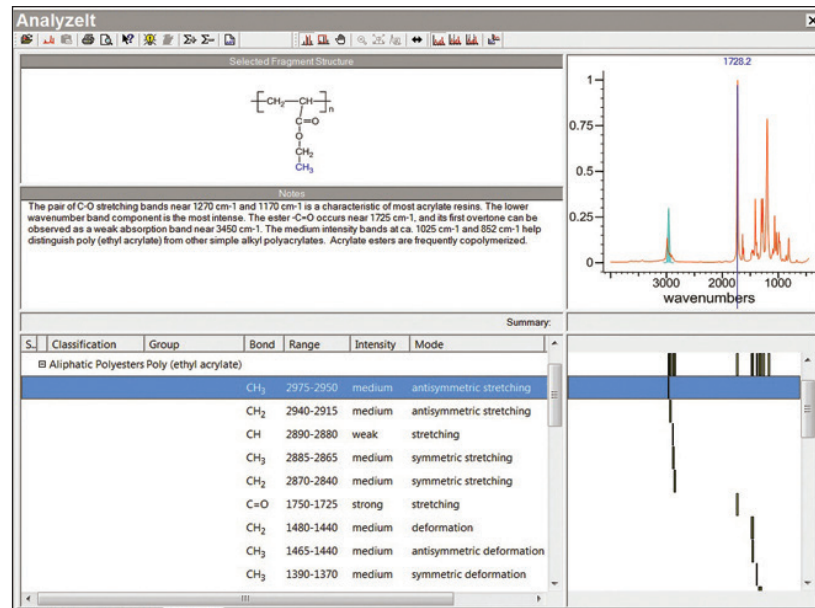 AnalyzeIt
Selected Fragment Structure
CH₂
CH
n
C=O
O
CH₂
CH₃
Notes
The pair of C-O stretching bands near 1270 cm-1 and 1170 cm-1 is a characteristic of most acrylate resins. The lower
wavenumber band component is the most intense. The ester -C=O occurs near 1725 cm-1, and its first overtone can be
observed as a weak absorption band near 3450 cm-1. The medium intensity bands at ca. 1025 cm-1 and 852 cm-1 help
distinguish poly (ethyl acrylate) from other simple alkyl polyacrylates. Acrylate esters are frequently copolymerized.
1728.2
1
0.75
0.5
0.25
0
3000 2000 1000
wavenumbers
Summary:
S.. Classification Group Bond Range Intensity Mode
Aliphatic Polyesters Poly (ethyl acrylate)
CH₃ 2975-2950 medium antisymmetric stretching
CH₂ 2940-2915 medium antisymmetric stretching
CH 2890-2880 weak stretching
CH₃ 2885-2865 medium symmetric stretching
CH₂ 2870-2840 medium symmetric stretching
C=O 1750-1725 strong stretching
CH₂ 1480-1440 medium deformation
CH₃ 1465-1440 medium antisymmetric deformation
CH₃ 1390-1370 medium symmetric deformation